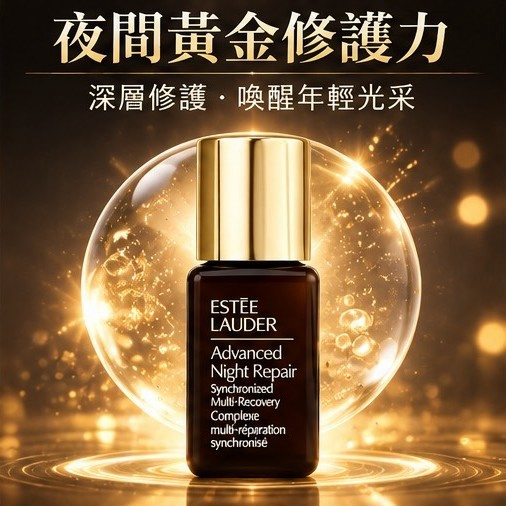 夜間黃金修護力
深層修護・喚醒年輕光采
ESTĒE
LAUDER
Advanced
Night Repair
Synchronized
Multi-Recovery
Complexe
multi-réparation
synchronisé